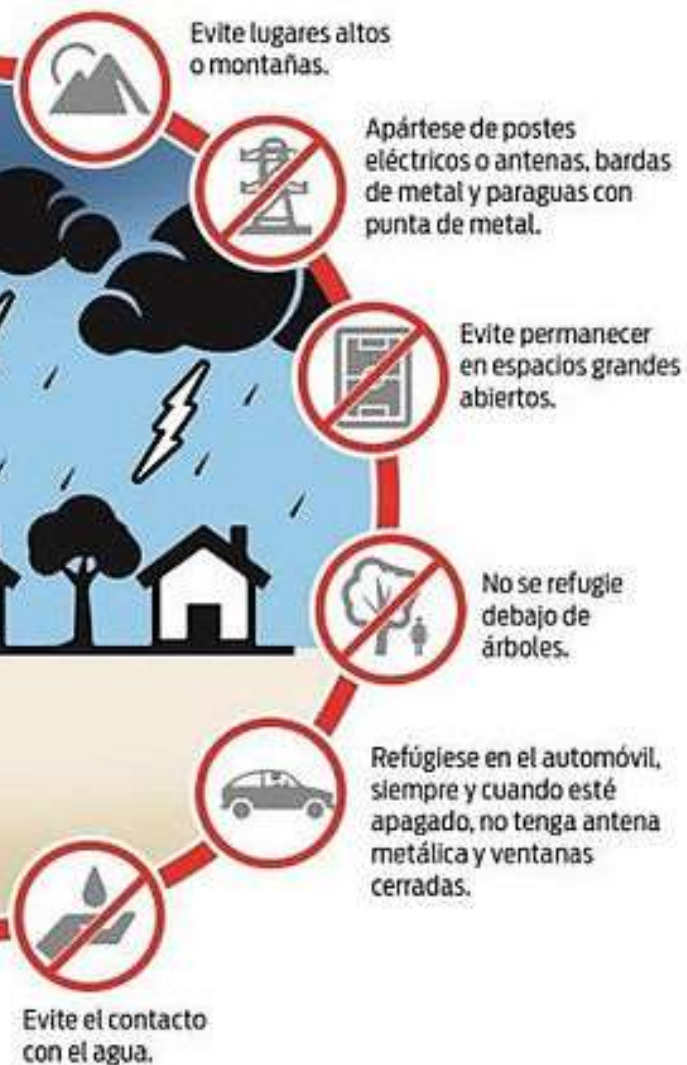 Evite lugares altos
o montañas.
Apártese de postes
eléctricos o antenas, bardas
de metal y paraguas con
punta de metal.
Evite permanecer
en espacios grandes
abiertos.
No se refugie
debajo de
árboles.
Refúgiese en el automóvil,
siempre y cuando esté
apagado, no tenga antena
metálica y ventanas
cerradas.
Evite el contacto
con el agua.